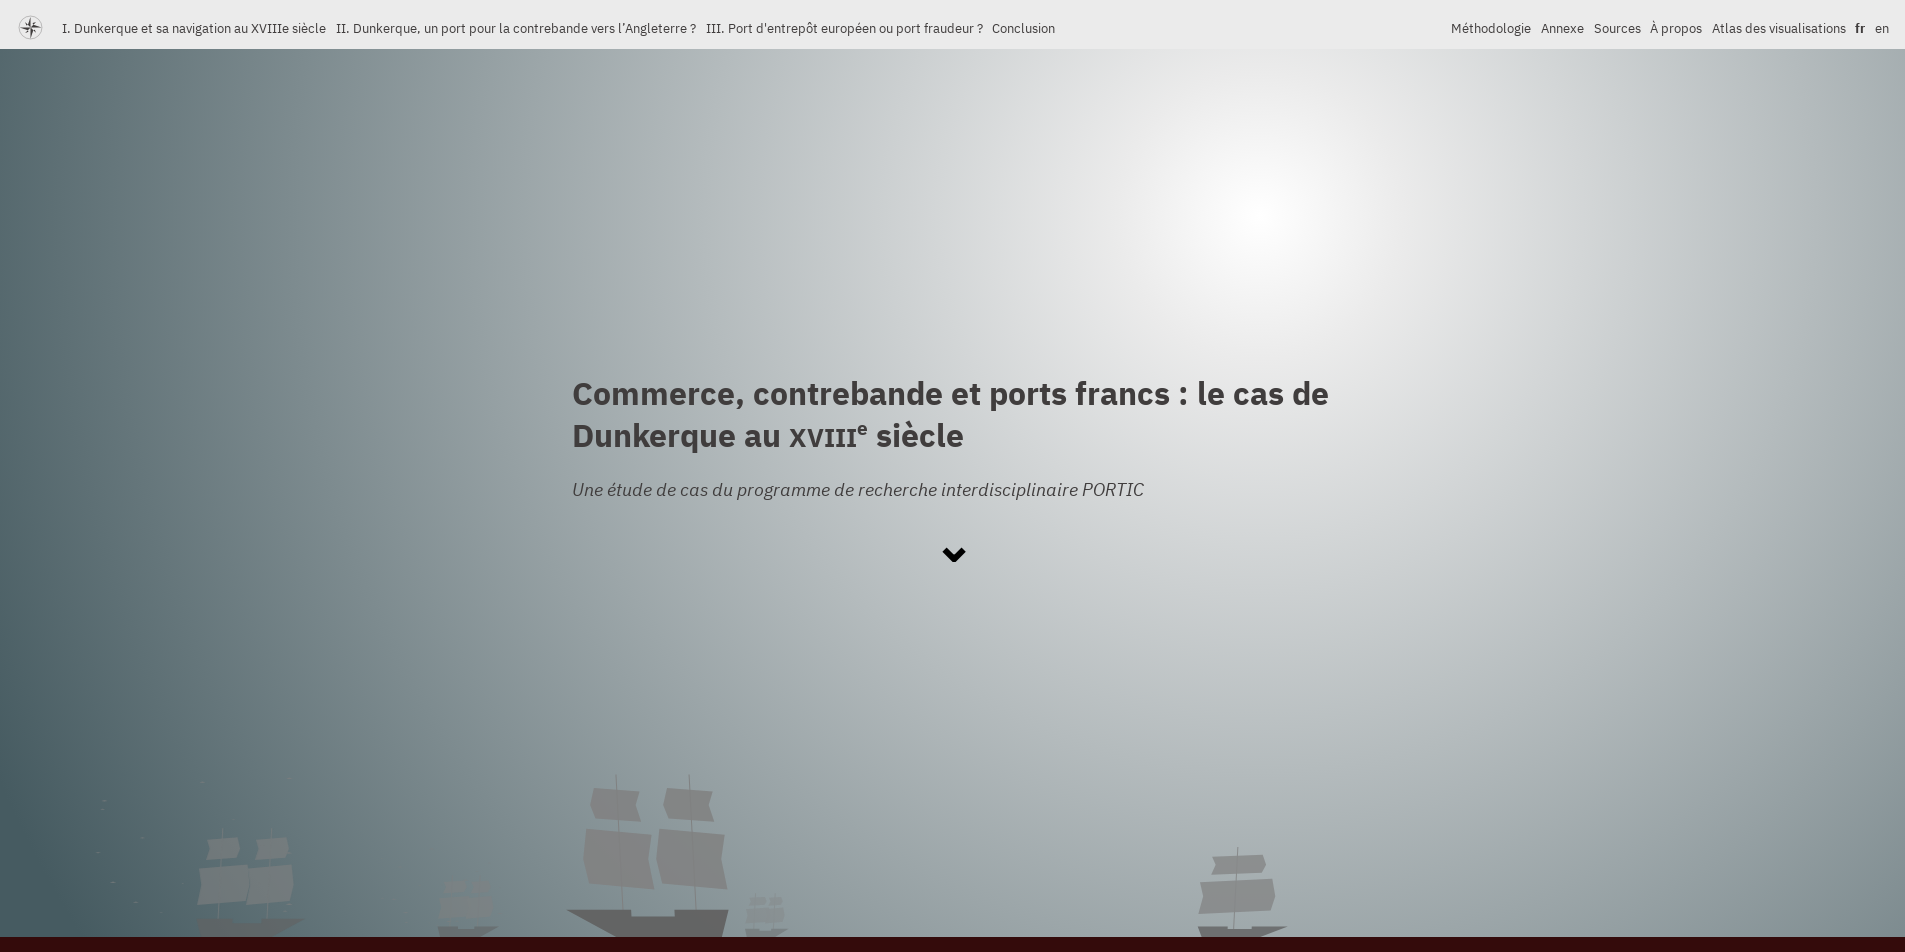 I. Dunkerque et sa navigation au XVIIIe siècle II. Dunkerque, un port pour la contrebande vers l’Angleterre ? III. Port d'entrepôt européen ou port fraudeur ? Conclusion Méthodologie Annexe Sources À propos Atlas des visualisations fr en
Commerce, contrebande et ports francs : le cas de
Dunkerque au XVIIIe siècle
Une étude de cas du programme de recherche interdisciplinaire PORTIC